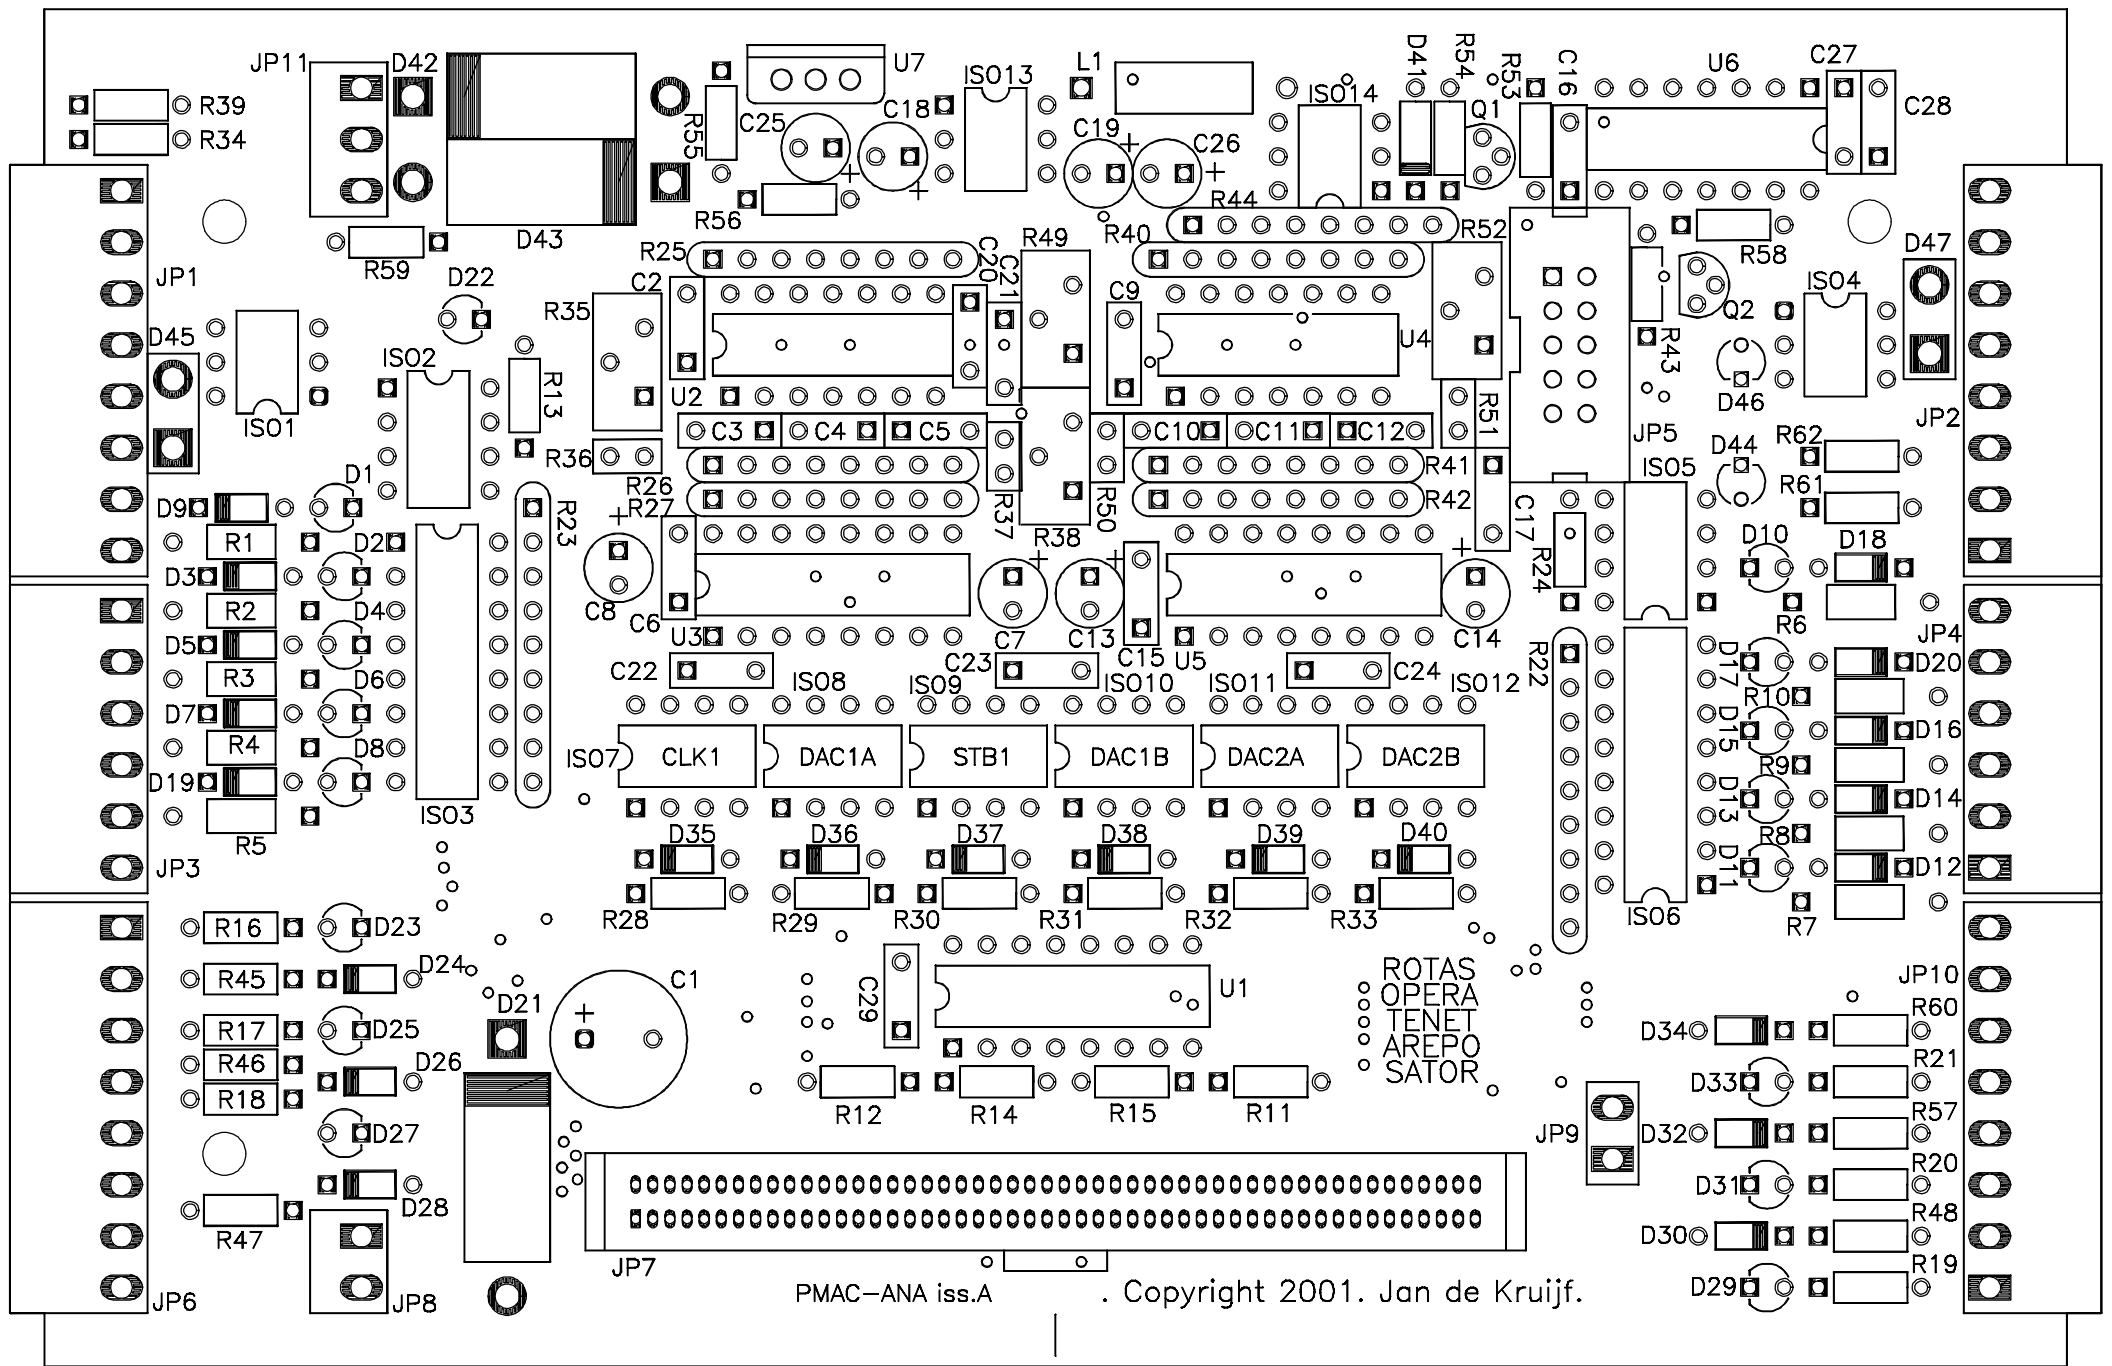 JP11 D42 U7 ISO13 L1 D41 R54 R53 C16 U6 C27
R39 C28
R34 R55 C25 C18 C19 C26 ISO14 Q1
R56 R44
R59 D43 R25 C20 C21 R49 R40 R52 R58 D47
JP1 D22 C2 C9 ISO4
D45 R35 U4 Q2
ISO2 R13 R43
ISO1 U2 R51 D46 JP2
C3 C4 C5 C10 C11 C12 JP5
R36 R41 ISO5 D44 R62
D1 R26 R61
D9 R23 R27 R37 R50 R42 C17
R1 D2 R38 D10 D18
D3 R24
R2 D4 C8 C6 R6
D5 U3 C7 C13 C14 JP4
R3 D6 C22 C23 C15 U5 C24 R22 D17 D20
ISO8 ISO9 ISO10 ISO11 ISO12 R10
D7
R4 D8 D15 D16
ISO7 CLK1 DAC1A STB1 DAC1B DAC2A DAC2B R9
D19 D13 D14
ISO3
R5 D35 D36 D37 D38 D39 D40 R8
JP3 D11 D12
R28 R29 R30 R31 R32 R33 ISO6 R7
R16 D23
R45 D24 C1 ROTAS JP10
D21 C29 U1 OPERA R60
R17 D25 TENET D34
R46 D26 AREPO R21
SATOR D33
R18 R12 R14 R15 R11 R57
D27 JP9 D32
R20
D31
D28 R48
R47 D30
JP7 R19
JP6 JP8 PMAC-ANA iss.A . Copyright 2001. Jan de Kruijf. D29